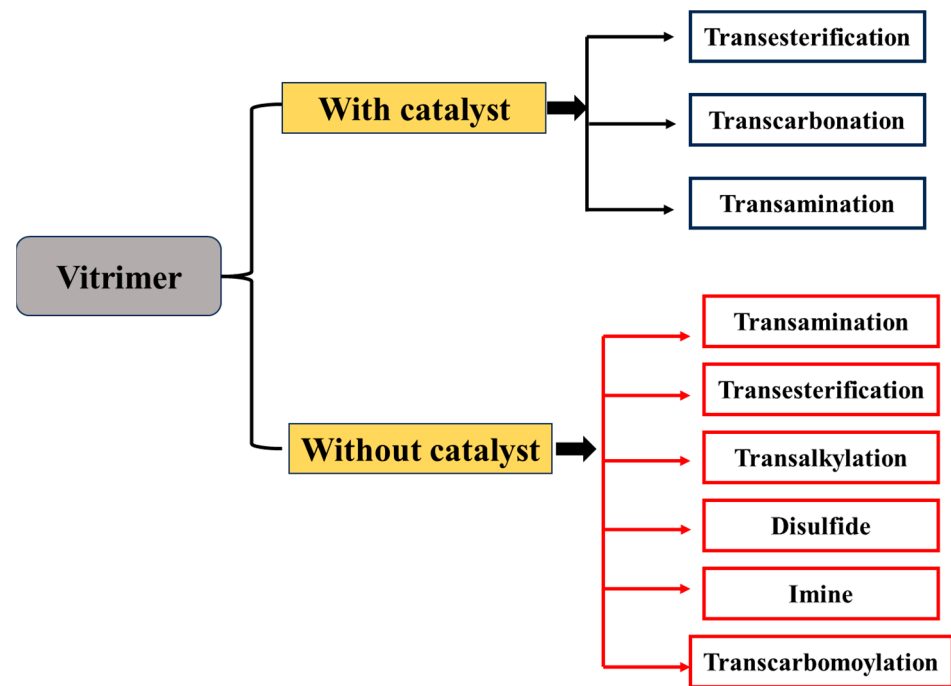 Vitrimer
With catalyst
Transesterification
Transcarbonation
Transamination
Without catalyst
Transamination
Transesterification
Transalkylation
Disulfide
Imine
Transcarbomoylation